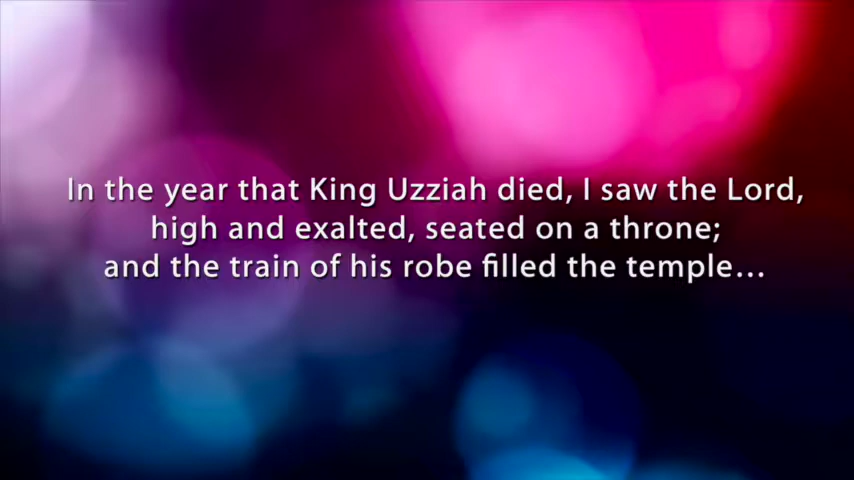 In the year that King Uzziah died, I saw the Lord,
high and exalted, seated on a throne;
and the train of his robe filled the temple…